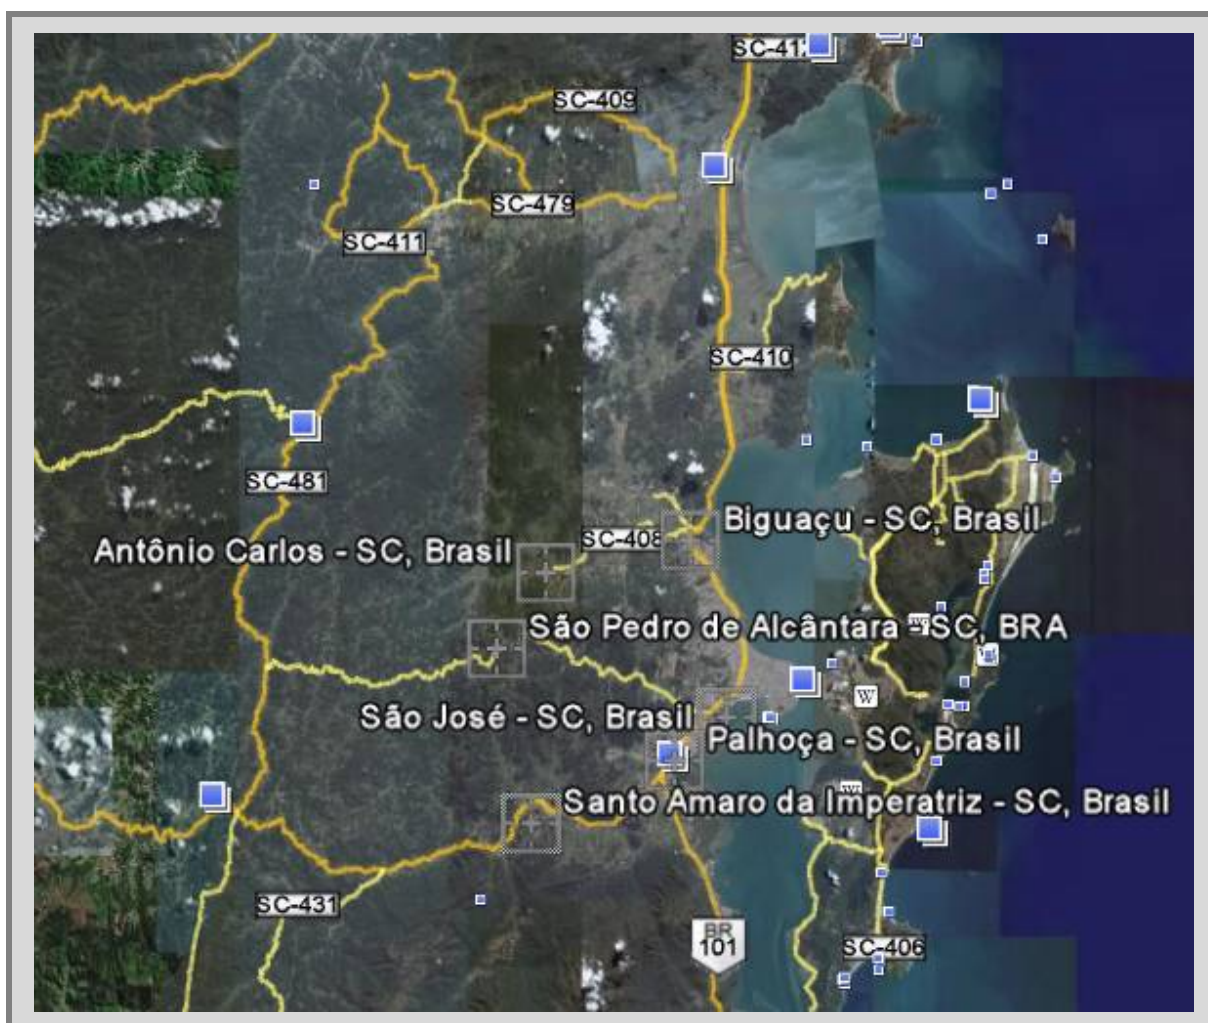 SC-412
SC-409
SC-479
SC-411
SC-410
SC-481
Biguaçu - SC, Brasil
SC-408
Antônio Carlos - SC, Brasil
São Pedro de Alcântara - SC, BRA
W
São José - SC, Brasil
Palhoça - SC, Brasil
Santo Amaro da Imperatriz - SC, Brasil
SC-431
BR
101
SC-406